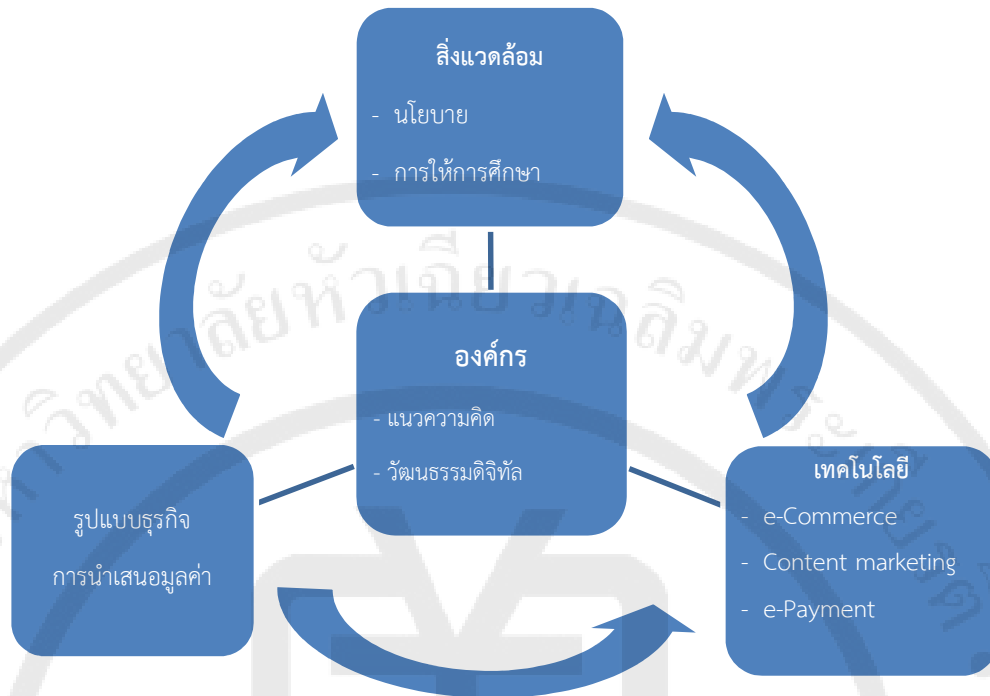 สิ่งแวดล้อม
- นโยบาย
- การให้การศึกษา
องค์กร
- แนวความคิด
- วัฒนธรรมดิจิทัล
รูปแบบธุรกิจ
การนำเสนอมูลค่า
เทคโนโลยี
- e-Commerce
- Content marketing
- e-Payment